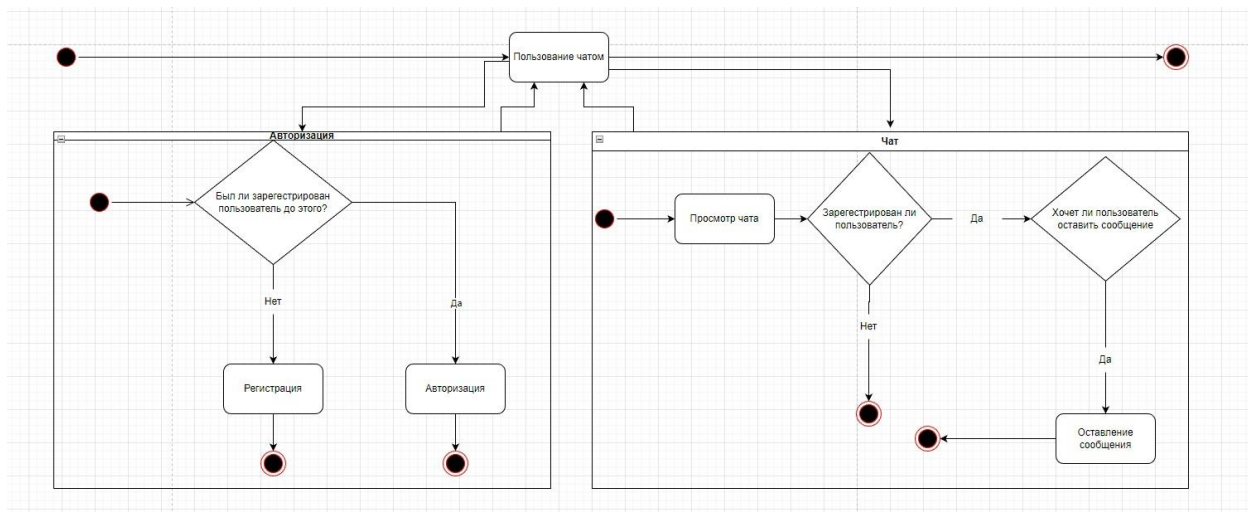 Пользование чатом
Авторизация
Был ли зарегестрирован
пользователь до этого?
Нет
Да
Регистрация
Авторизация
Чат
Просмотр чата
Зарегестрирован ли
пользователь?
Да
Хочет ли пользователь
оставить сообщение
Нет
Да
Оставление
сообщения